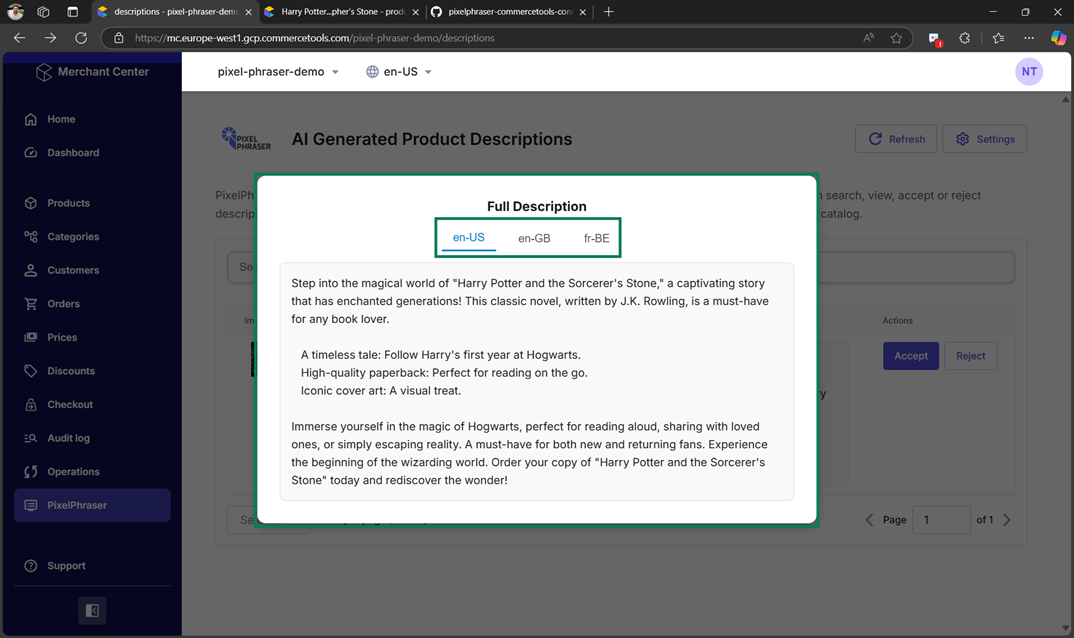 descriptions - pixel-phraser-demo
Harry Potter...pher's Stone - produ
pixelphraser-commercetools-con
https://mc.europe-west1.gcp.commercetools.com/pixel-phraser-demo/descriptions
1
Merchant Center
pixel-phraser-demo
en-US
NT
Home
Dashboard
Products
Categories
Customers
Orders
Prices
Discounts
Checkout
Audit log
Operations
PixelPhraser
Support
PIXEL
PHRASER
AI Generated Product Descriptions
Refresh
Settings
search, view, accept or reject
descrip
catalog.
Actions
Accept
Reject
Page
1
of 1
Full Description
en-US
en-GB
fr-BE
Step into the magical world of "Harry Potter and the Sorcerer's Stone," a captivating story
that has enchanted generations! This classic novel, written by J.K. Rowling, is a must-have
for any book lover.
A timeless tale: Follow Harry's first year at Hogwarts.
High-quality paperback: Perfect for reading on the go.
Iconic cover art: A visual treat.
Immerse yourself in the magic of Hogwarts, perfect for reading aloud, sharing with loved
ones, or simply escaping reality. A must-have for both new and returning fans. Experience
the beginning of the wizarding world. Order your copy of "Harry Potter and the Sorcerer's
Stone" today and rediscover the wonder!